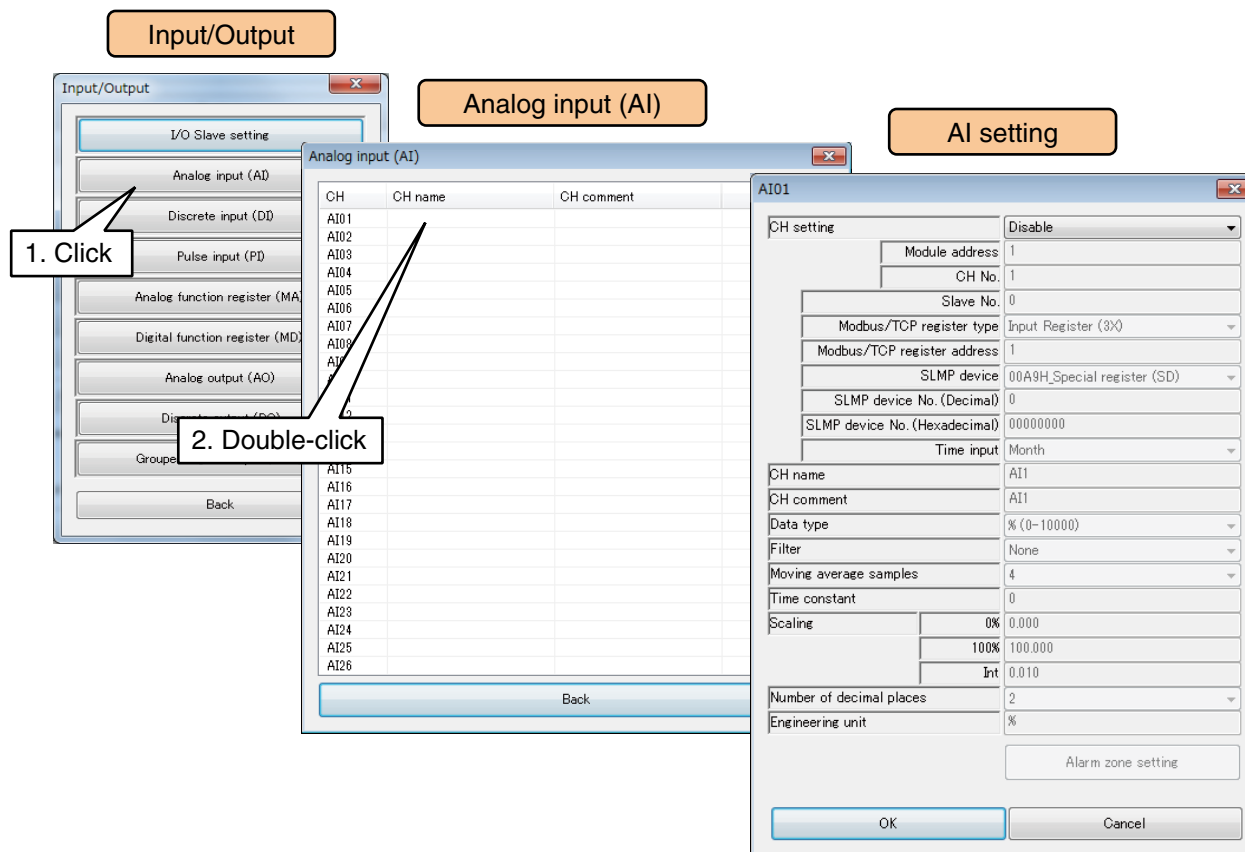 Input/Output
Analog input (AI)
AI setting
Input/Output
I/O Slave setting
Analog input (AI)
Discrete input (DI)
Pulse input (PI)
Analog function register (MA)
Digital function register (MD)
Analog output (AO)
Back
1. Click
Analog input (AI)
CH CH name CH comment
AI01
AI02
AI03
AI04
AI05
AI06
AI07
AI08
AI15
AI16
AI17
AI18
AI19
AI20
AI21
AI22
AI23
AI24
AI25
AI26
Back
2. Double-click
AI01
CH setting Disable
Module address 1
CH No. 1
Slave No. 0
Modbus/TCP register type Input Register (3X)
Modbus/TCP register address 1
SLMP device 00A9H_Special register (SD)
SLMP device No. (Decimal) 0
SLMP device No. (Hexadecimal) 00000000
Time input Month
CH name AI1
CH comment AI1
Data type % (0-10000)
Filter None
Moving average samples 4
Time constant 0
Scaling 0% 0.000
100% 100.000
Int 0.010
Number of decimal places 2
Engineering unit %
Alarm zone setting
OK Cancel